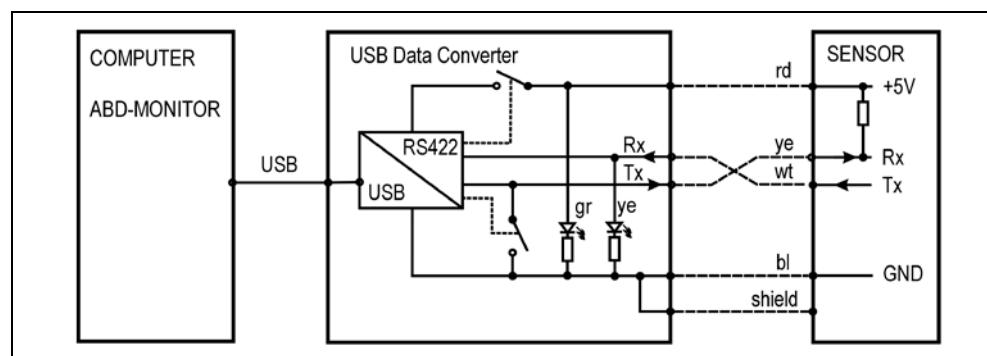 COMPUTER
ABD-MONITOR
USB
USB Data Converter
RS422
USB
Rx
Tx
gr
ye
rd
ye
wt
bl
shield
SENSOR
+5V
Rx
Tx
GND